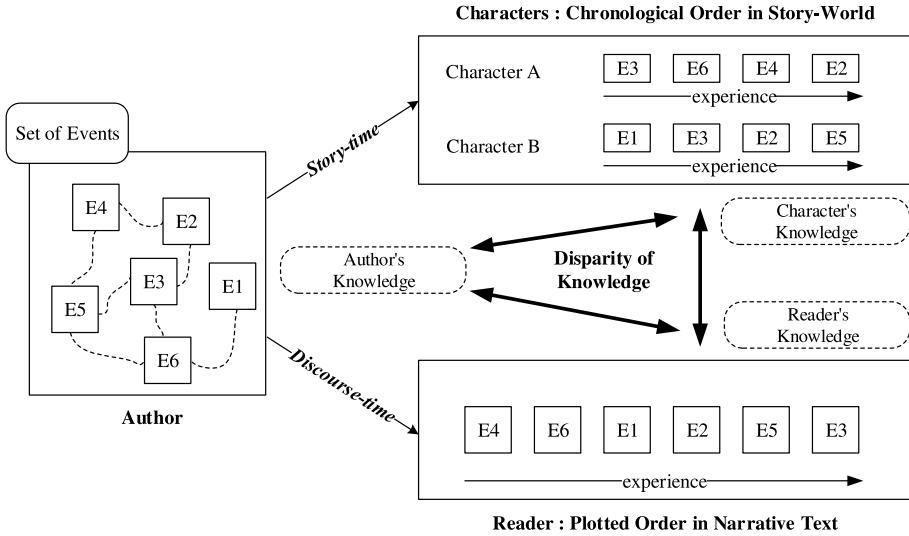 Characters : Chronological Order in Story-World
Character A
E3 E6 E4 E2
experience
Character B
E1 E3 E2 E5
experience
Set of Events
E4
E2
E3
E1
E5
E6
Author
Story-time
Discourse-time
Author's
Knowledge
Disparity of
Knowledge
Character's
Knowledge
Reader's
Knowledge
E4 E6 E1 E2 E5 E3
experience
Reader : Plotted Order in Narrative Text